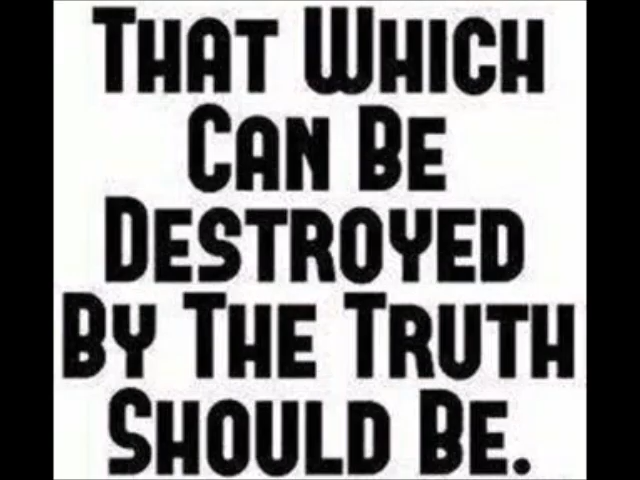 That Which
Can Be
Destroyed
By The Truth
Should Be.